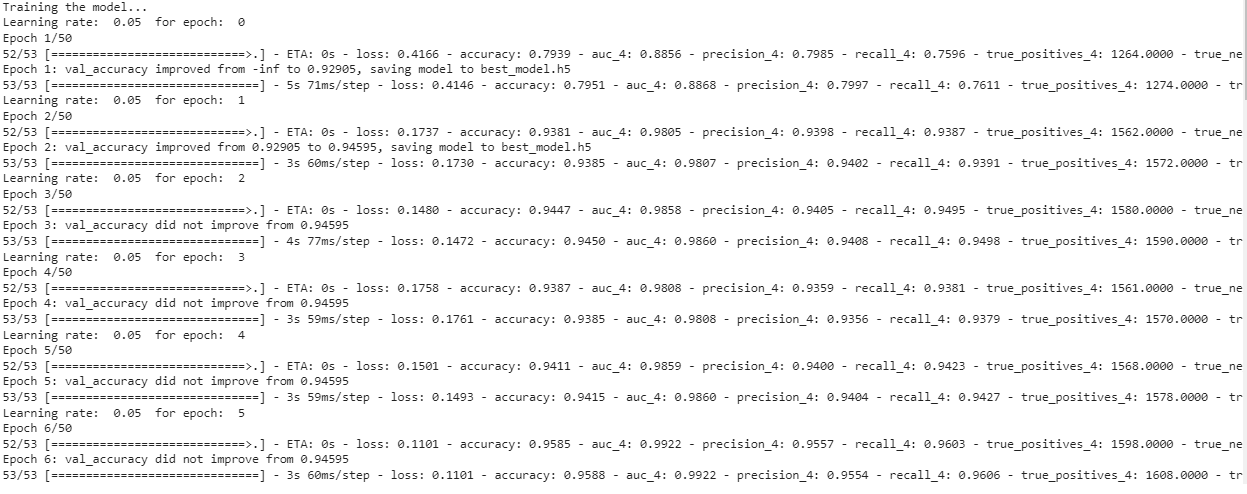 Training the model...
Learning rate:  0.05  for epoch:  0
Epoch 1/50
52/53 [============================>.] - ETA: 0s - loss: 0.4166 - accuracy: 0.7939 - auc_4: 0.8856 - precision_4: 0.7985 - recall_4: 0.7596 - true_positives_4: 1264.0000 - true_ne
Epoch 1: val_accuracy improved from -inf to 0.92905, saving model to best_model.h5
53/53 [==============================] - 5s 71ms/step - loss: 0.4146 - accuracy: 0.7951 - auc_4: 0.8868 - precision_4: 0.7997 - recall_4: 0.7611 - true_positives_4: 1274.0000 - tr
Learning rate:  0.05  for epoch:  1
Epoch 2/50
52/53 [============================>.] - ETA: 0s - loss: 0.1737 - accuracy: 0.9381 - auc_4: 0.9805 - precision_4: 0.9398 - recall_4: 0.9387 - true_positives_4: 1562.0000 - true_ne
Epoch 2: val_accuracy improved from 0.92905 to 0.94595, saving model to best_model.h5
53/53 [==============================] - 3s 60ms/step - loss: 0.1730 - accuracy: 0.9385 - auc_4: 0.9807 - precision_4: 0.9402 - recall_4: 0.9391 - true_positives_4: 1572.0000 - tr
Learning rate:  0.05  for epoch:  2
Epoch 3/50
52/53 [============================>.] - ETA: 0s - loss: 0.1480 - accuracy: 0.9447 - auc_4: 0.9858 - precision_4: 0.9405 - recall_4: 0.9495 - true_positives_4: 1580.0000 - true_ne
Epoch 3: val_accuracy did not improve from 0.94595
53/53 [==============================] - 4s 77ms/step - loss: 0.1472 - accuracy: 0.9450 - auc_4: 0.9860 - precision_4: 0.9408 - recall_4: 0.9498 - true_positives_4: 1590.0000 - tr
Learning rate:  0.05  for epoch:  3
Epoch 4/50
52/53 [============================>.] - ETA: 0s - loss: 0.1758 - accuracy: 0.9387 - auc_4: 0.9808 - precision_4: 0.9359 - recall_4: 0.9381 - true_positives_4: 1561.0000 - true_ne
Epoch 4: val_accuracy did not improve from 0.94595
53/53 [==============================] - 3s 59ms/step - loss: 0.1761 - accuracy: 0.9385 - auc_4: 0.9808 - precision_4: 0.9356 - recall_4: 0.9379 - true_positives_4: 1570.0000 - tr
Learning rate:  0.05  for epoch:  4
Epoch 5/50
52/53 [============================>.] - ETA: 0s - loss: 0.1501 - accuracy: 0.9411 - auc_4: 0.9859 - precision_4: 0.9400 - recall_4: 0.9423 - true_positives_4: 1568.0000 - true_ne
Epoch 5: val_accuracy did not improve from 0.94595
53/53 [==============================] - 3s 59ms/step - loss: 0.1493 - accuracy: 0.9415 - auc_4: 0.9860 - precision_4: 0.9404 - recall_4: 0.9427 - true_positives_4: 1578.0000 - tr
Learning rate:  0.05  for epoch:  5
Epoch 6/50
52/53 [============================>.] - ETA: 0s - loss: 0.1101 - accuracy: 0.9585 - auc_4: 0.9922 - precision_4: 0.9557 - recall_4: 0.9603 - true_positives_4: 1598.0000 - true_ne
Epoch 6: val_accuracy did not improve from 0.94595
53/53 [==============================] - 3s 60ms/step - loss: 0.1101 - accuracy: 0.9588 - auc_4: 0.9922 - precision_4: 0.9554 - recall_4: 0.9606 - true_positives_4: 1608.0000 - tr